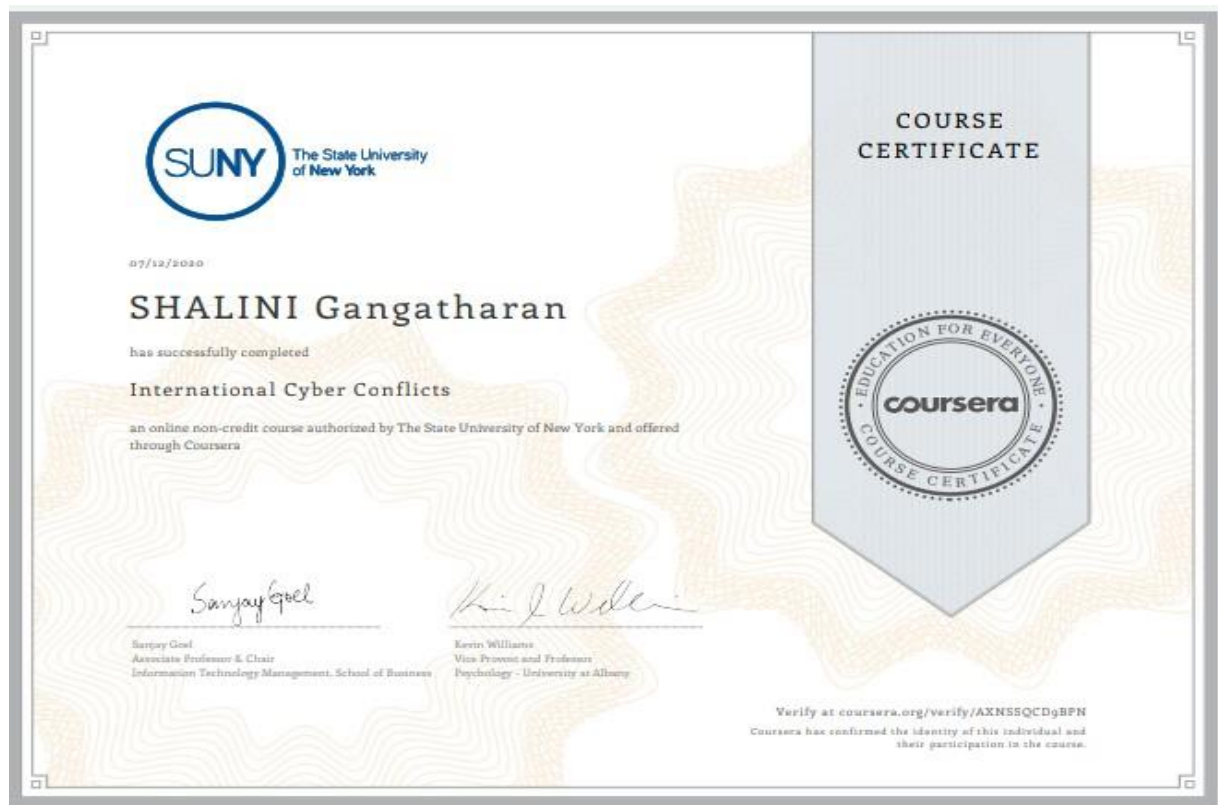 SUNY
The State University
of New York
07/12/2020
SHALINI Gangatharan
has successfully completed
International Cyber Conflicts
an online non-credit course authorized by The State University of New York and offered
through Coursera
COURSE
CERTIFICATE
EDUCATION FOR EVERYONE
coursera
COURSE CERTIFICATE
Sanjay Goel
Kevin J Williams
Sanjay Goel
Associate Professor & Chair
Information Technology Management, School of Business
Kevin Williams
Vice Provost and Professor
Psychology - University at Albany
Verify at coursera.org/verify/AXNSSQCD9BPN
Coursera has confirmed the identity of this individual and
their participation in the course.